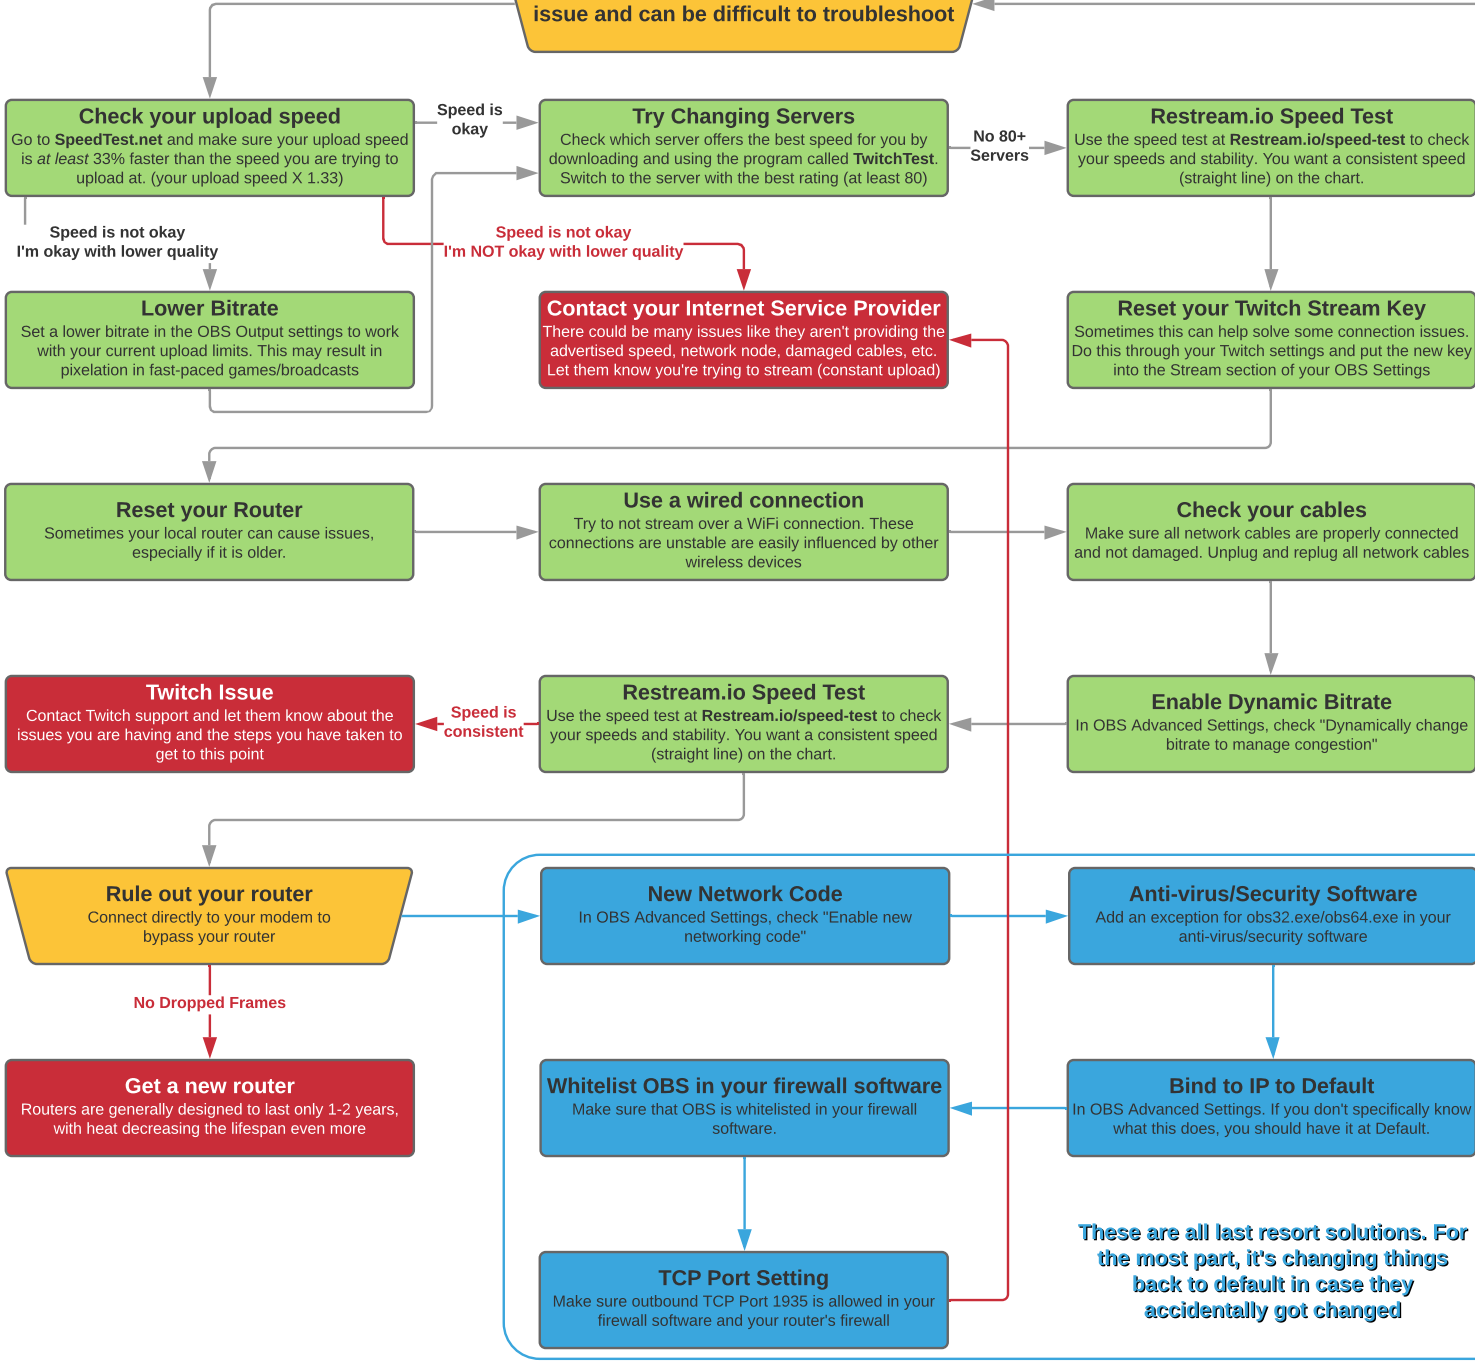 issue and can be difficult to troubleshoot
Check your upload speed
Go to SpeedTest.net and make sure your upload speed
is at least 33% faster than the speed you are trying to
upload at. (your upload speed X 1.33)
Speed is
okay
Try Changing Servers
Check which server offers the best speed for you by
downloading and using the program called TwitchTest.
Switch to the server with the best rating (at least 80)
No 80+
Servers
Restream.io Speed Test
Use the speed test at Restream.io/speed-test to check
your speeds and stability. You want a consistent speed
(straight line) on the chart.
Speed is not okay
I'm okay with lower quality
Speed is not okay
I'm NOT okay with lower quality
Lower Bitrate
Set a lower bitrate in the OBS Output settings to work
with your current upload limits. This may result in
pixelation in fast-paced games/broadcasts
Contact your Internet Service Provider
There could be many issues like they aren't providing the
advertised speed, network node, damaged cables, etc.
Let them know you're trying to stream (constant upload)
Reset your Twitch Stream Key
Sometimes this can help solve some connection issues.
Do this through your Twitch settings and put the new key
into the Stream section of your OBS Settings
Reset your Router
Sometimes your local router can cause issues,
especially if it is older.
Use a wired connection
Try to not stream over a WiFi connection. These
connections are unstable are easily influenced by other
wireless devices
Check your cables
Make sure all network cables are properly connected
and not damaged. Unplug and replug all network cables
Twitch Issue
Contact Twitch support and let them know about the
issues you are having and the steps you have taken to
get to this point
Speed is
consistent
Restream.io Speed Test
Use the speed test at Restream.io/speed-test to check
your speeds and stability. You want a consistent speed
(straight line) on the chart.
Enable Dynamic Bitrate
In OBS Advanced Settings, check "Dynamically change
bitrate to manage congestion"
Rule out your router
Connect directly to your modem to
bypass your router
New Network Code
In OBS Advanced Settings, check "Enable new
networking code"
Anti-virus/Security Software
Add an exception for obs32.exe/obs64.exe in your
anti-virus/security software
No Dropped Frames
Get a new router
Routers are generally designed to last only 1-2 years,
with heat decreasing the lifespan even more
Whitelist OBS in your firewall software
Make sure that OBS is whitelisted in your firewall
software.
Bind to IP to Default
In OBS Advanced Settings. If you don't specifically know
what this does, you should have it at Default.
TCP Port Setting
Make sure outbound TCP Port 1935 is allowed in your
firewall software and your router's firewall
These are all last resort solutions. For
the most part, it's changing things
back to default in case they
accidentally got changed